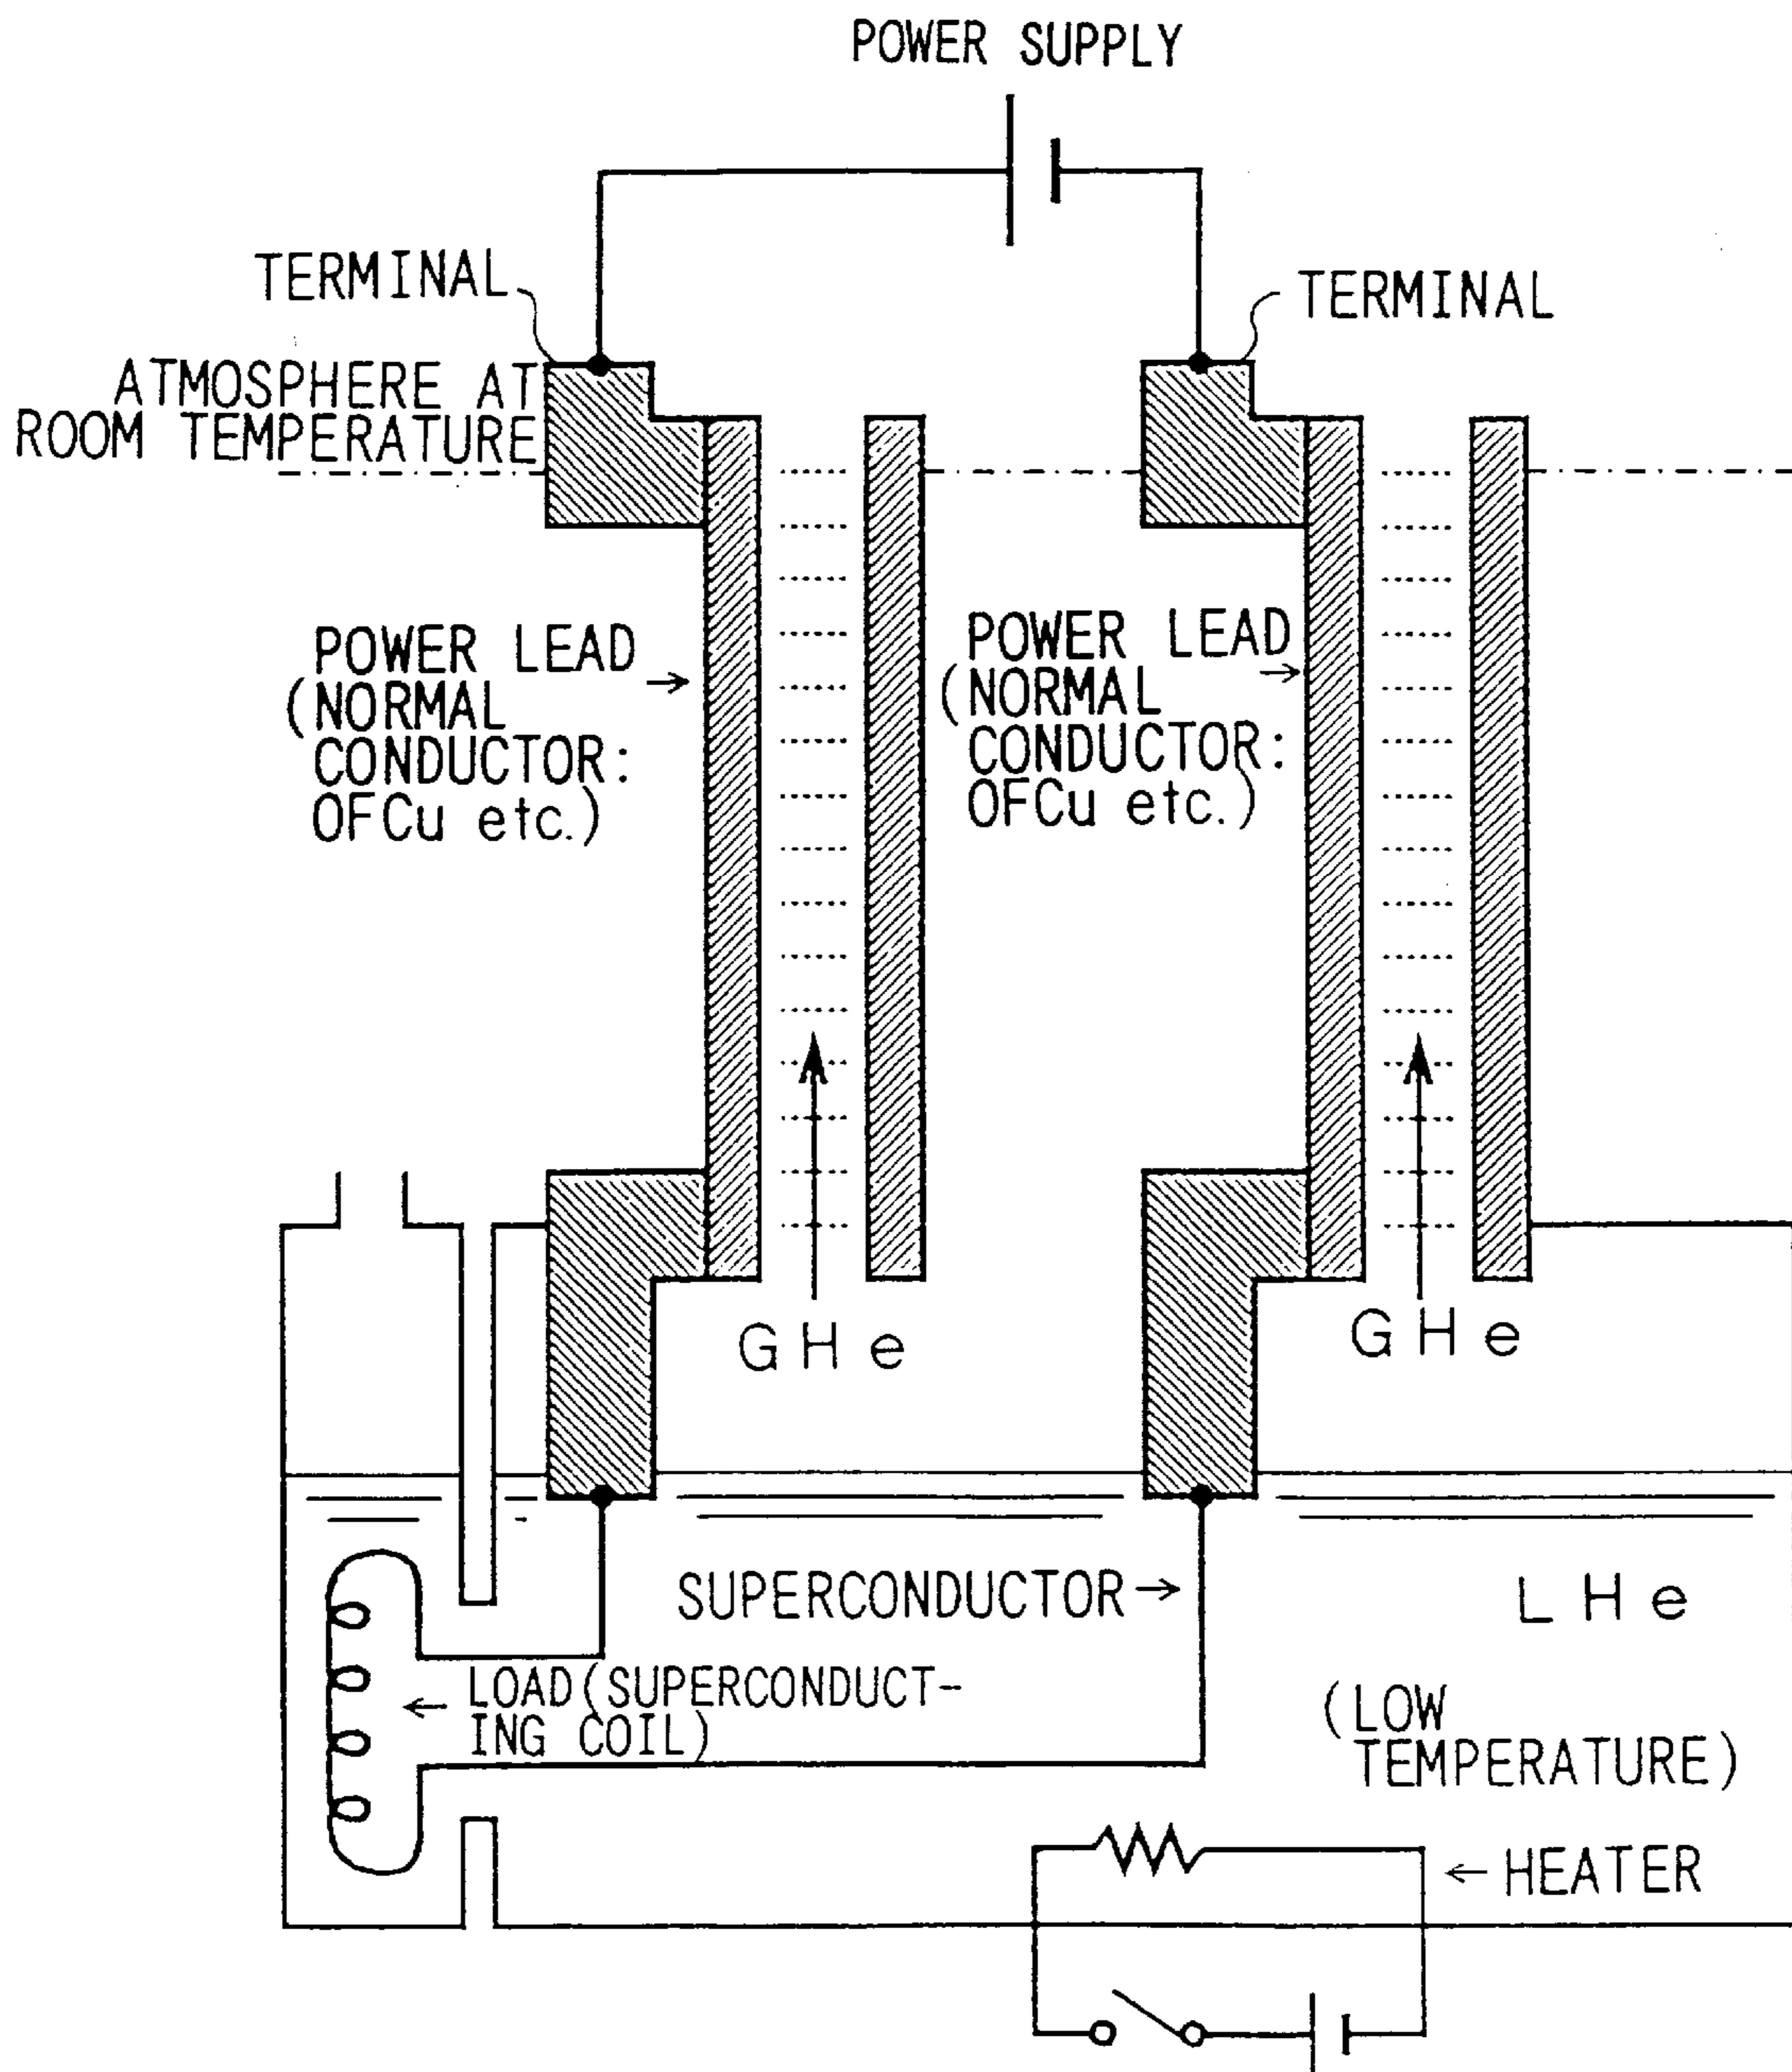 POWER SUPPLY
TERMINAL
TERMINAL
ATMOSPHERE AT
ROOM TEMPERATURE
POWER LEAD
(NORMAL
CONDUCTOR:
OFCu etc.)
POWER LEAD
(NORMAL
CONDUCTOR:
OFCu etc.)
GHe
GHe
SUPERCONDUCTOR
LHe
LOAD(SUPERCONDUCT-
ING COIL)
(LOW
TEMPERATURE)
HEATER